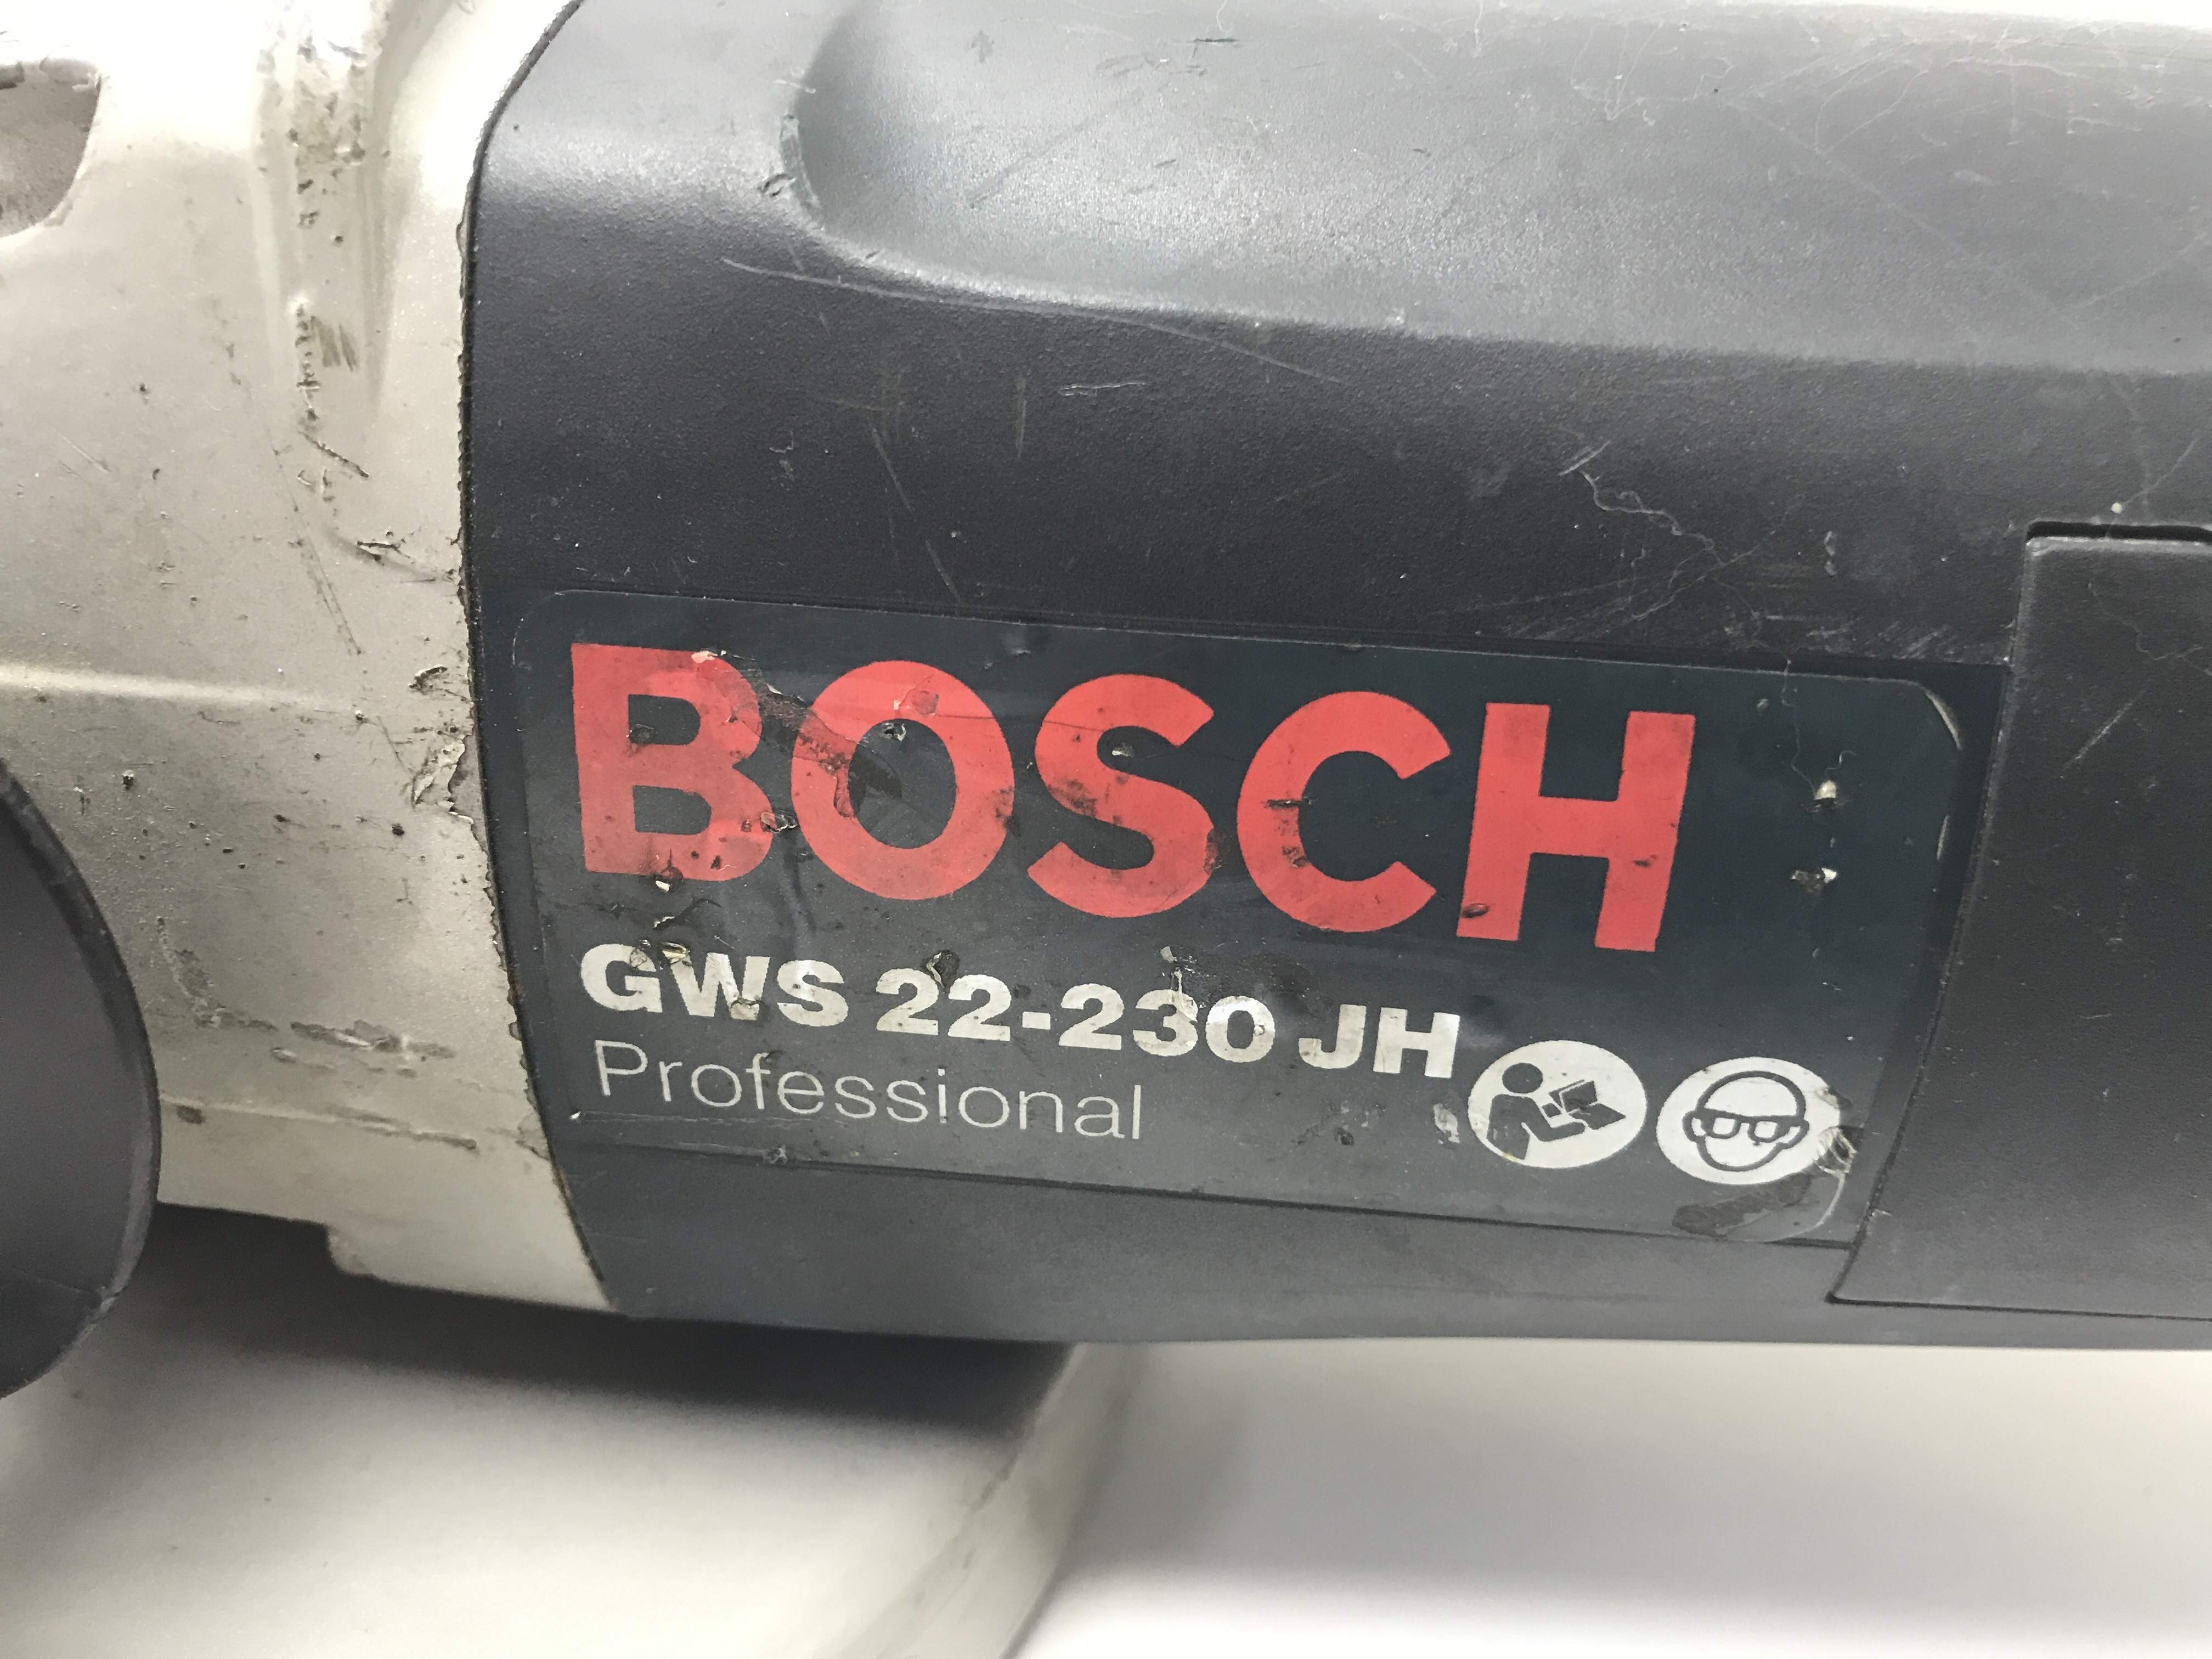 BOSCH
GWS 22-230 JH
Professional